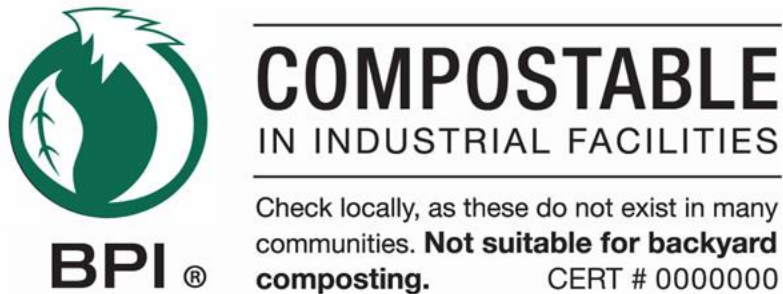 BPI ®
COMPOSTABLE
IN INDUSTRIAL FACILITIES
Check locally, as these do not exist in many
communities. Not suitable for backyard
composting. CERT # 0000000